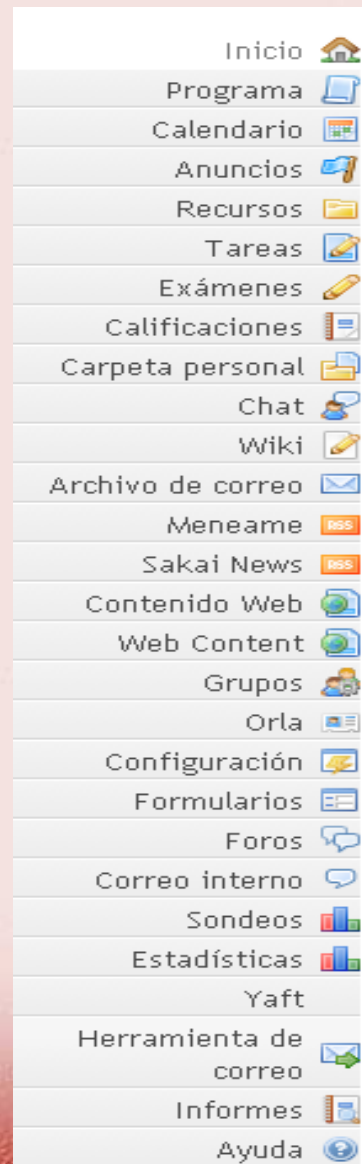 Inicio
Programa
Calendario
Anuncios
Recursos
Tareas
Exámenes
Calificaciones
Carpeta personal
Chat
Wiki
Archivo de correo
Meneame RSS
Sakai News RSS
Contenido Web
Web Content
Grupos
Orla
Configuración
Formularios
Foros
Correo interno
Sondeos
Estadísticas
Yaft
Herramienta de
correo
Informes
Ayuda